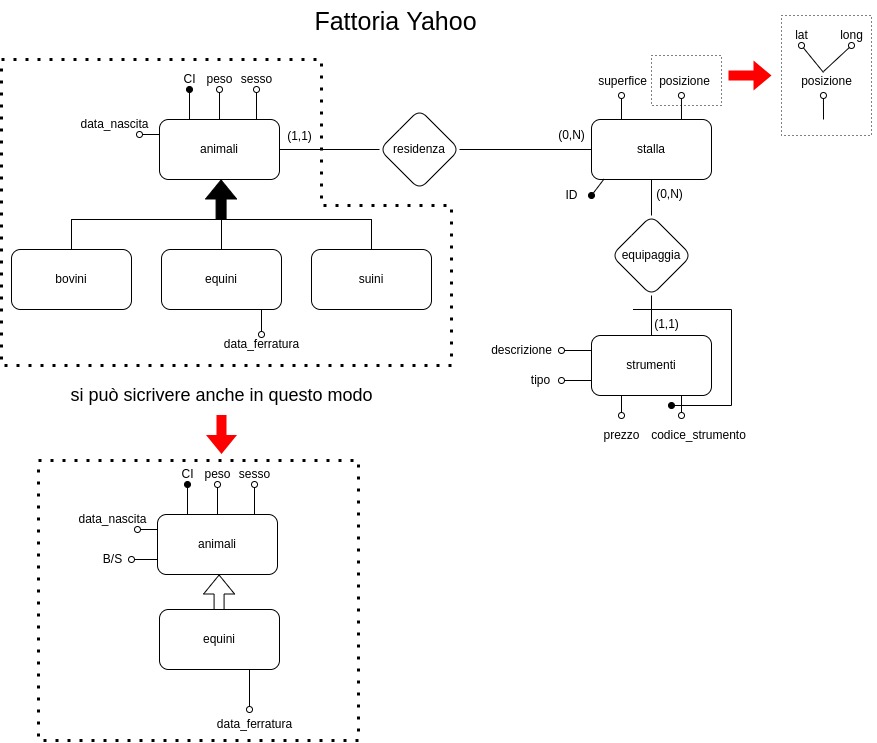 Fattoria Yahoo
lat long
posizione
CI peso sesso
superfice posizione
data_nascita
animali
(1,1)
residenza
(0,N)
stalla
ID
(0,N)
equipaggia
bovini
equini
suini
data_ferratura
(1,1)
descrizione
strumenti
tipo
prezzo codice_strumento
si può sicrivere anche in questo modo
CI peso sesso
data_nascita
animali
B/S
equini
data_ferratura